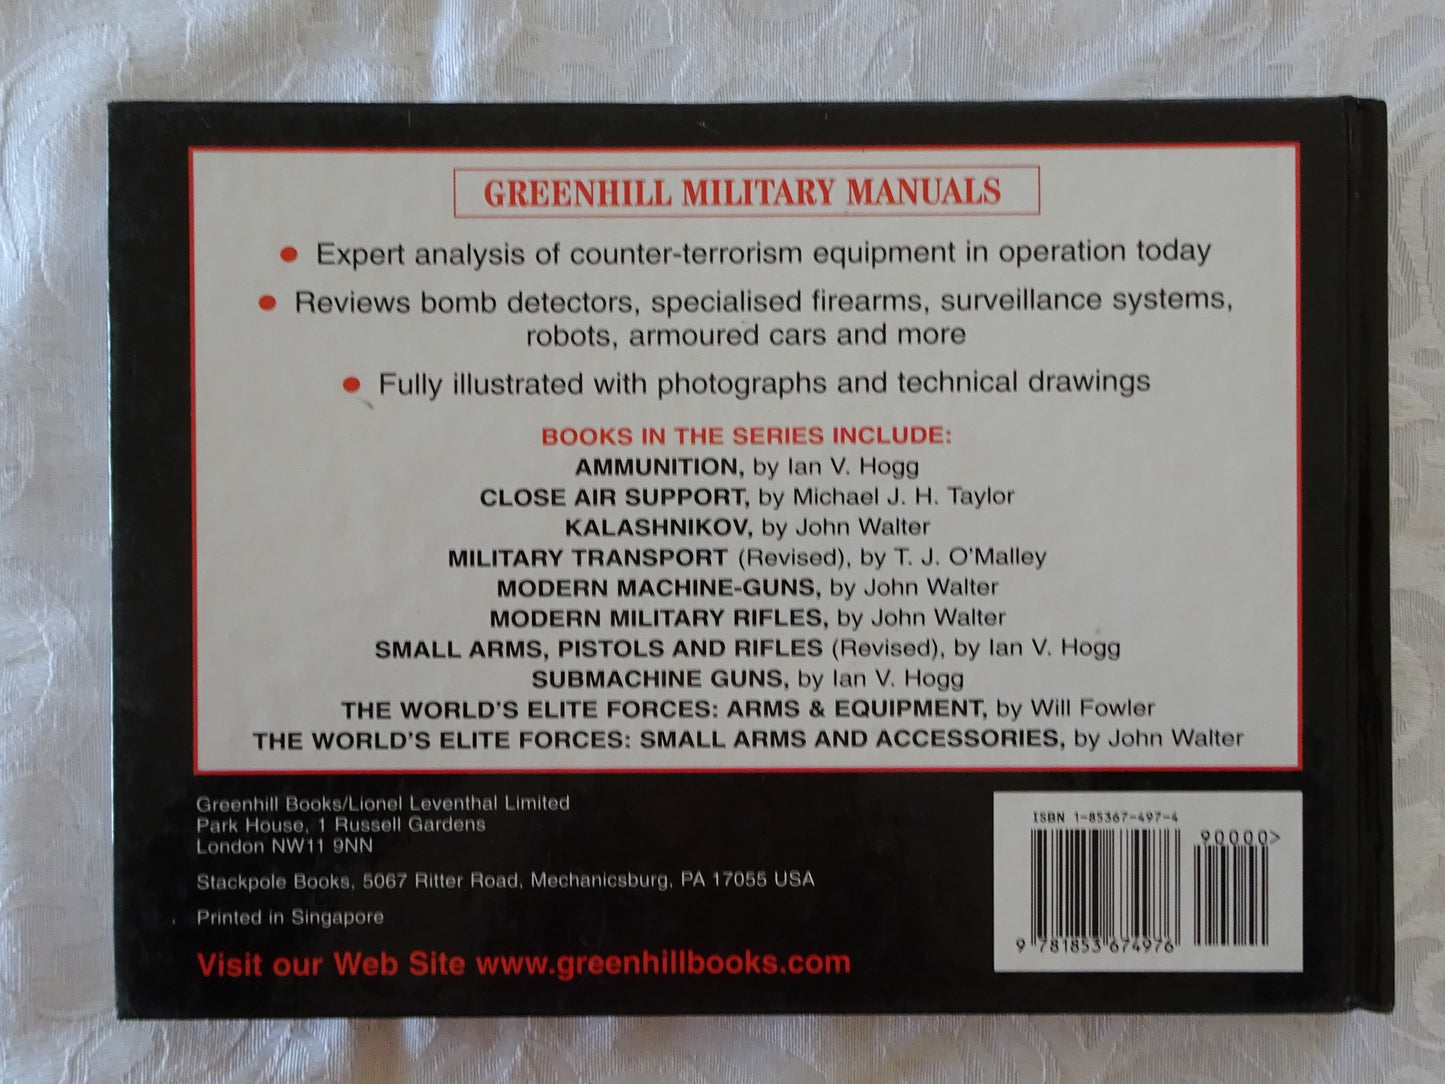 GREENHILL MILITARY MANUALS
• Expert analysis of counter-terrorism equipment in operation today
• Reviews bomb detectors, specialised firearms, surveillance systems,
robots, armoured cars and more
• Fully illustrated with photographs and technical drawings
BOOKS IN THE SERIES INCLUDE:
AMMUNITION, by Ian V. Hogg
CLOSE AIR SUPPORT, by Michael J. H. Taylor
KALASHNIKOV, by John Walter
MILITARY TRANSPORT (Revised), by T. J. O'Malley
MODERN MACHINE-GUNS, by John Walter
MODERN MILITARY RIFLES, by John Walter
SMALL ARMS, PISTOLS AND RIFLES (Revised), by Ian V. Hogg
SUBMACHINE GUNS, by Ian V. Hogg
THE WORLD'S ELITE FORCES: ARMS & EQUIPMENT, by Will Fowler
THE WORLD'S ELITE FORCES: SMALL ARMS AND ACCESSORIES, by John Walter
Greenhill Books/Lionel Leventhal Limited
Park House, 1 Russell Gardens
London NW11 9NN
Stackpole Books, 5067 Ritter Road, Mechanicsburg, PA 17055 USA
Printed in Singapore
Visit our Web Site www.greenhillbooks.com
ISBN 1-85367-497-4
90000>
9 781853 674976